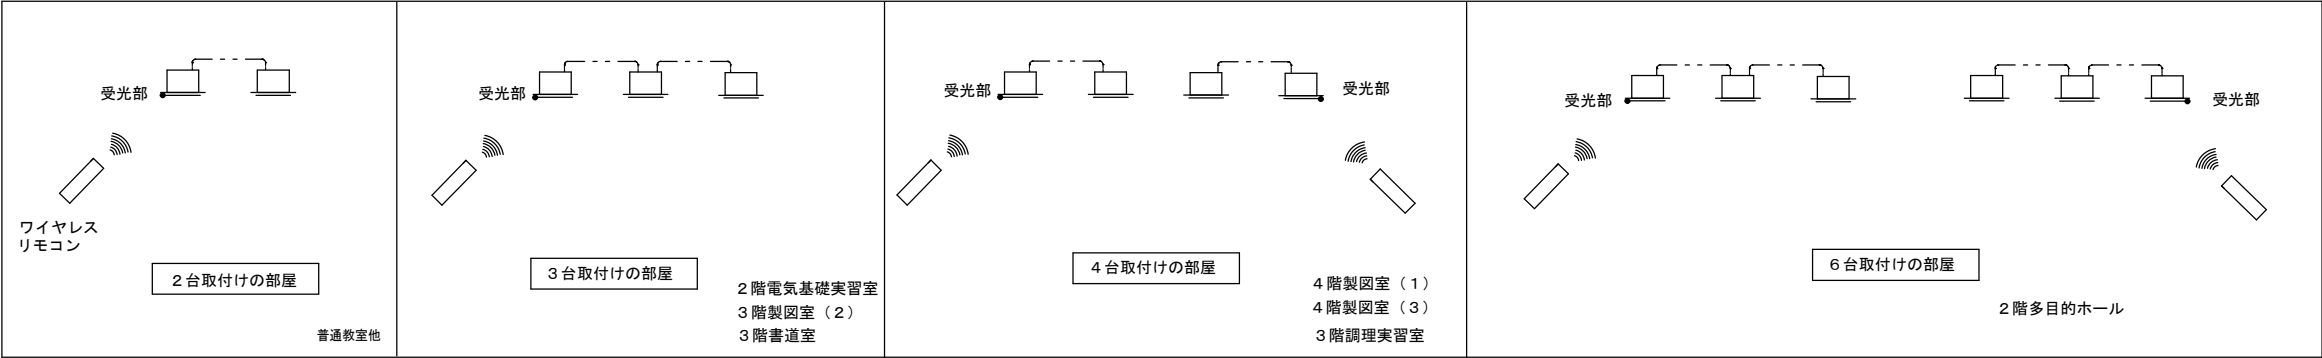 受光部
ワイヤレス
リモコン
２台取付けの部屋
普通教室他
受光部
３台取付けの部屋
２階電気基礎実習室
３階製図室（２）
３階書道室
受光部
受光部
４台取付けの部屋
４階製図室（１）
４階製図室（３）
３階調理実習室
受光部
受光部
６台取付けの部屋
２階多目的ホール